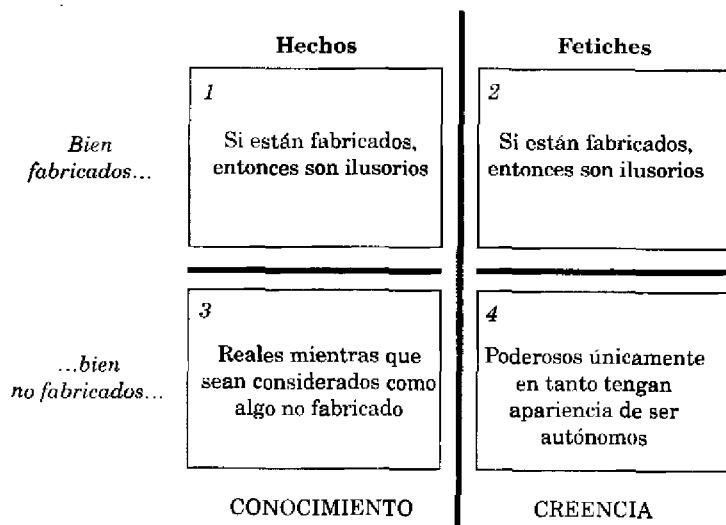 Hechos
Fetiches
Bien
fabricados...
1
Si están fabricados,
entonces son ilusorios
2
Si están fabricados,
entonces son ilusorios
...bien
no fabricados...
3
Reales mientras que
sean considerados como
algo no fabricado
4
Poderosos únicamente
en tanto tengan
apariencia de ser
autónomos
CONOCIMIENTO
CREENCIA